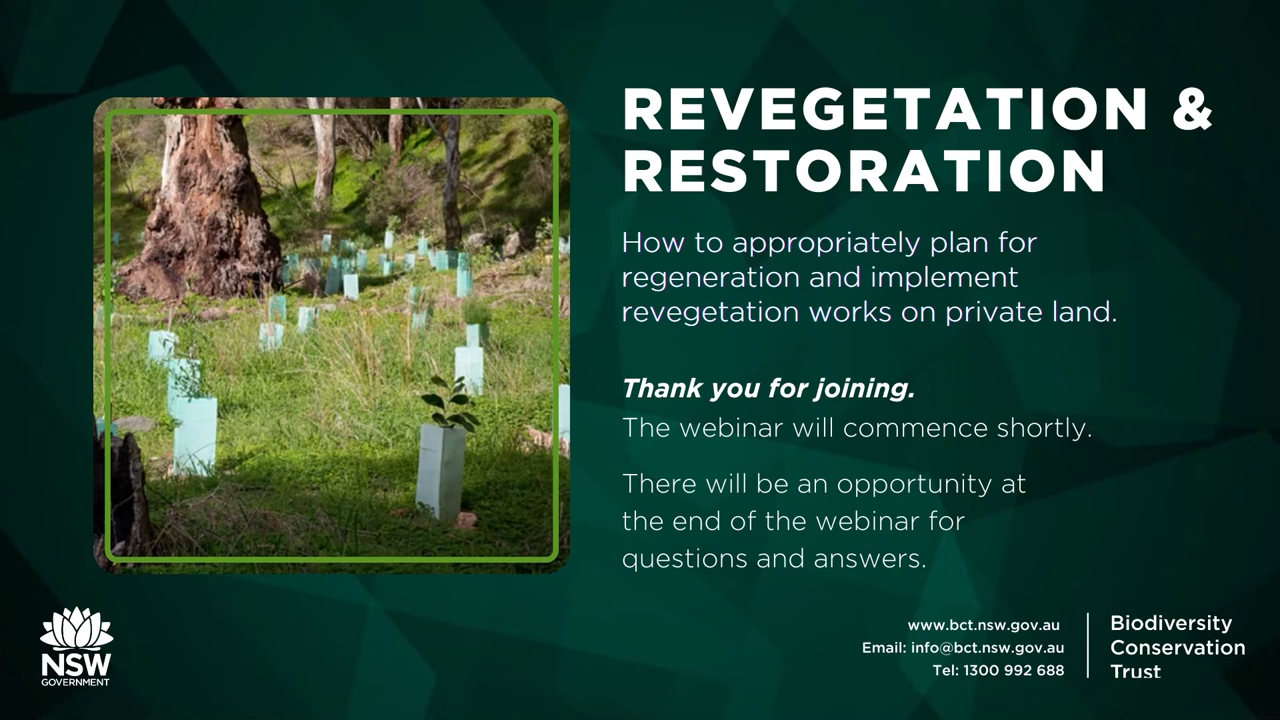 REVEGETATION &
RESTORATION
How to appropriately plan for
regeneration and implement
revegetation works on private land.
Thank you for joining.
The webinar will commence shortly.
There will be an opportunity at
the end of the webinar for
questions and answers.
NSW
GOVERNMENT
www.bct.nsw.gov.au
Email: info@bct.nsw.gov.au
Tel: 1300 992 688
Biodiversity
Conservation
Trust